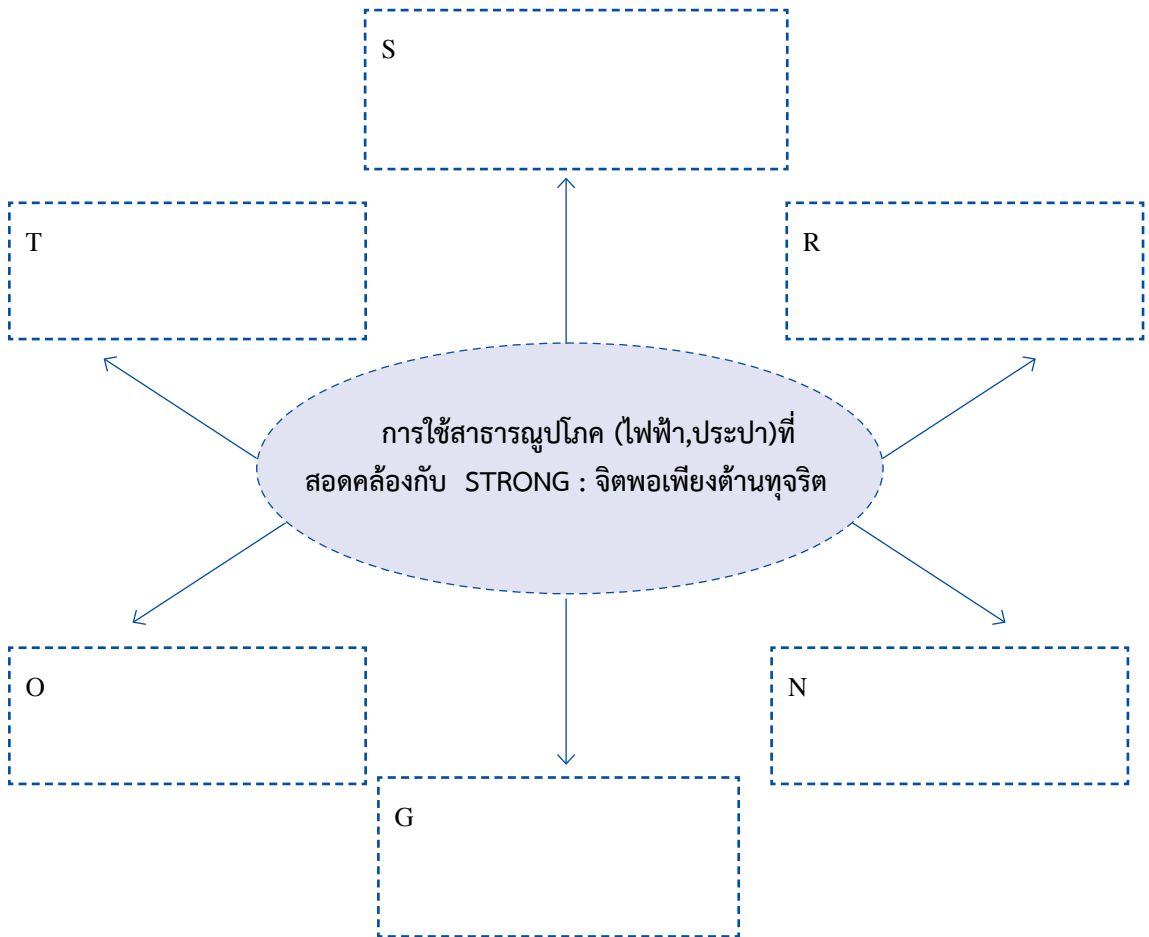 S
T
R
การใช้สาธารณูปโภค (ไฟฟ้า,ประปา)ที่
สอดคล้องกับ STRONG : จิตพอเพียงต้านทุจริต
O
N
G